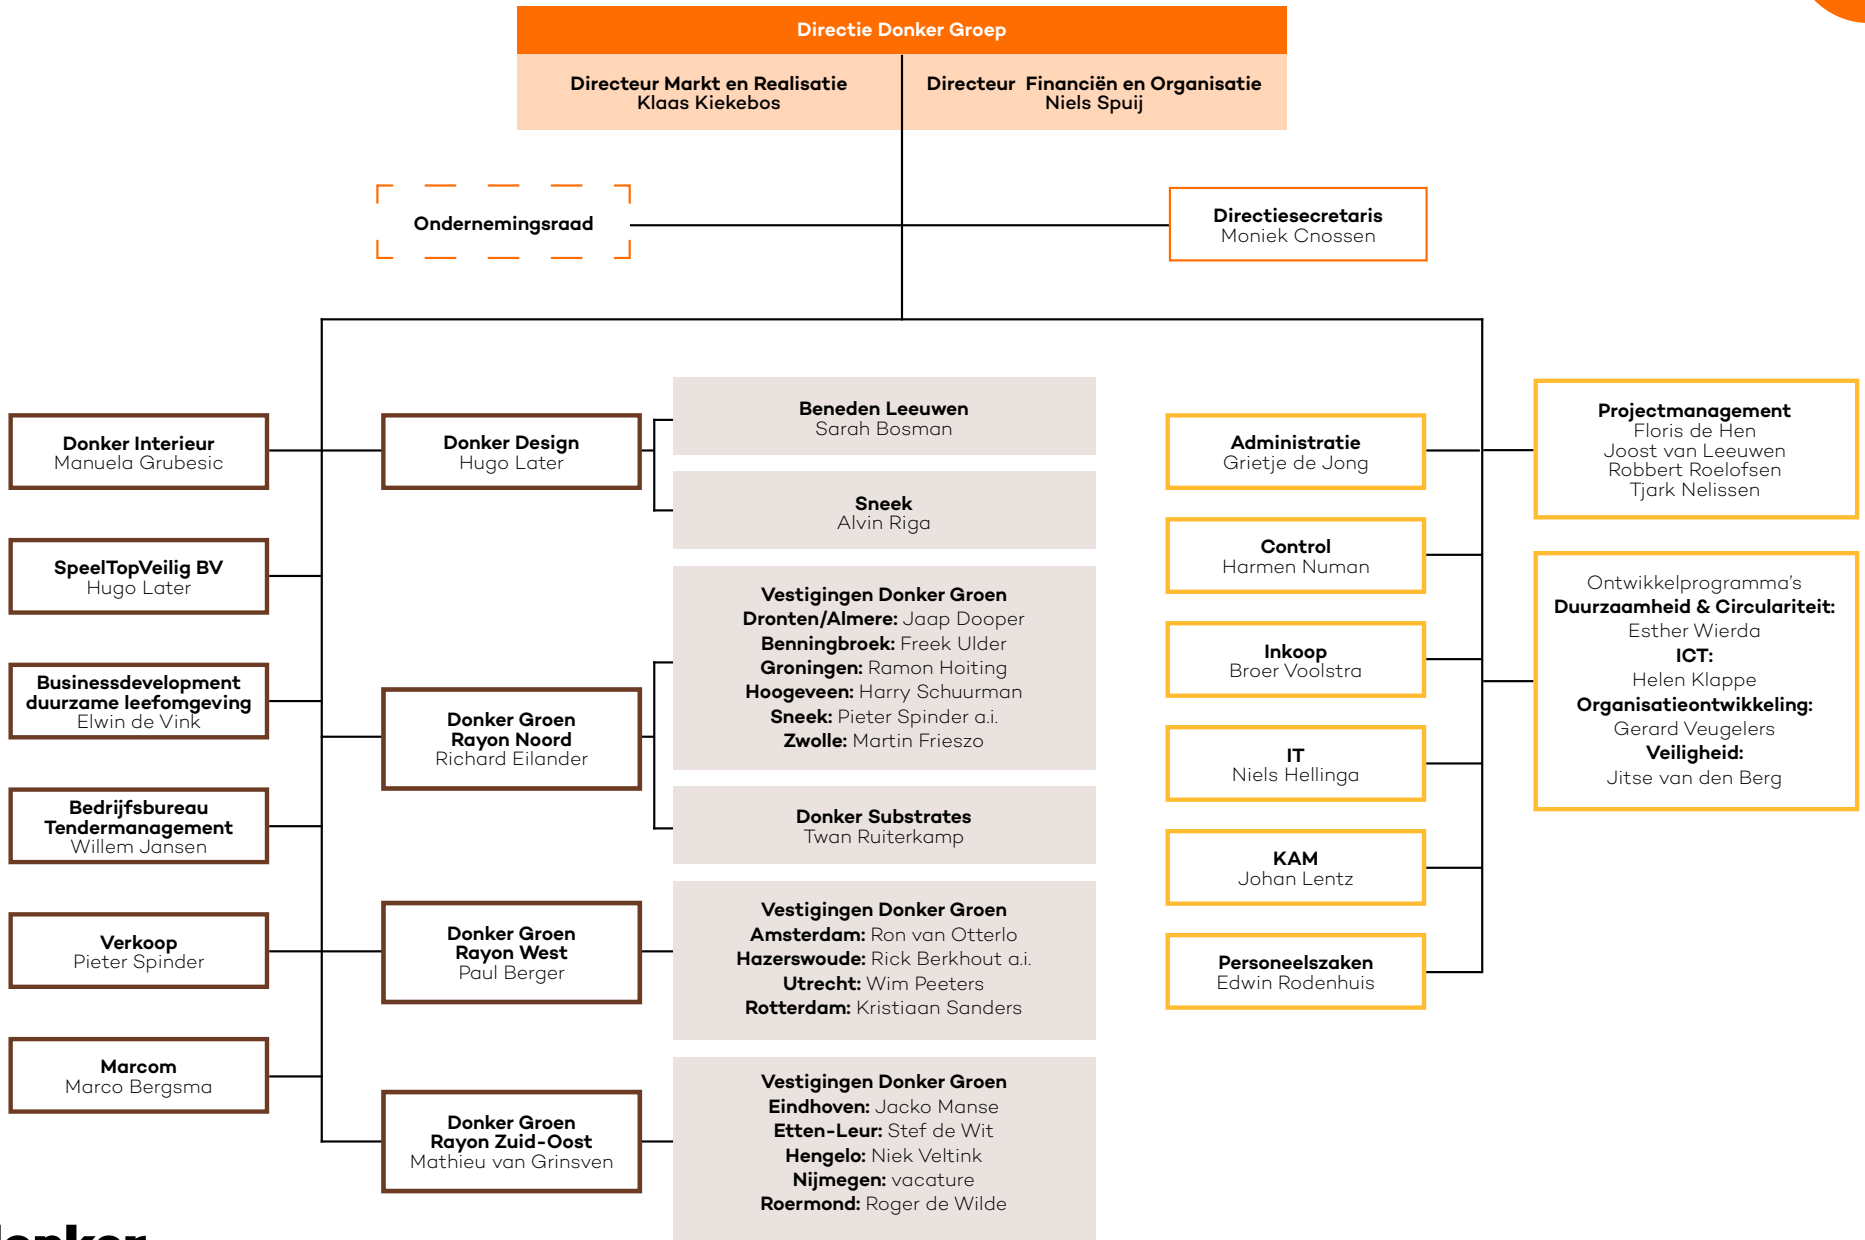 Directie Donker Groep
Directeur Markt en Realisatie
Klaas Kiekebos
Directeur Financiën en Organisatie
Niels Spuij
Ondernemingsraad
Directiesecretaris
Moniek Cnossen
Donker Interieur
Manuela Grubesic
SpeelTopVeilig BV
Hugo Later
Businessdevelopment
duurzame leefomgeving
Elwin de Vink
Bedrijfsbureau
Tendermanagement
Willem Jansen
Verkoop
Pieter Spinder
Marcom
Marco Bergsma
Donker Design
Hugo Later
Donker Groen
Rayon Noord
Richard Eilander
Donker Groen
Rayon West
Paul Berger
Donker Groen
Rayon Zuid-Oost
Mathieu van Grinsven
Beneden Leeuwen
Sarah Bosman
Sneek
Alvin Riga
Vestigingen Donker Groen
Dronten/Almere: Jaap Dooper
Benningbroek: Freek Ulder
Groningen: Ramon Hoiting
Hoogeveen: Harry Schuurman
Sneek: Pieter Spinder a.i.
Zwolle: Martin Frieszo
Donker Substrates
Twan Ruiterkamp
Vestigingen Donker Groen
Amsterdam: Ron van Otterlo
Hazerswoude: Rick Berkhout a.i.
Utrecht: Wim Peeters
Rotterdam: Kristiaan Sanders
Vestigingen Donker Groen
Eindhoven: Jacko Manse
Etten-Leur: Stef de Wit
Hengelo: Niek Veltink
Nijmegen: vacature
Roermond: Roger de Wilde
Administratie
Grietje de Jong
Control
Harmen Numan
Inkoop
Broer Voolstra
IT
Niels Hellinga
KAM
Johan Lentz
Personeelszaken
Edwin Rodenhuis
Projectmanagement
Floris de Hen
Joost van Leeuwen
Robbert Roelofsen
Tjark Nelissen
Ontwikkelprogramma's
Duurzaamheid & Circulariteit:
Esther Wierda
ICT:
Helen Klappe
Organisatieontwikkeling:
Gerard Veugelers
Veiligheid:
Jitse van den Berg